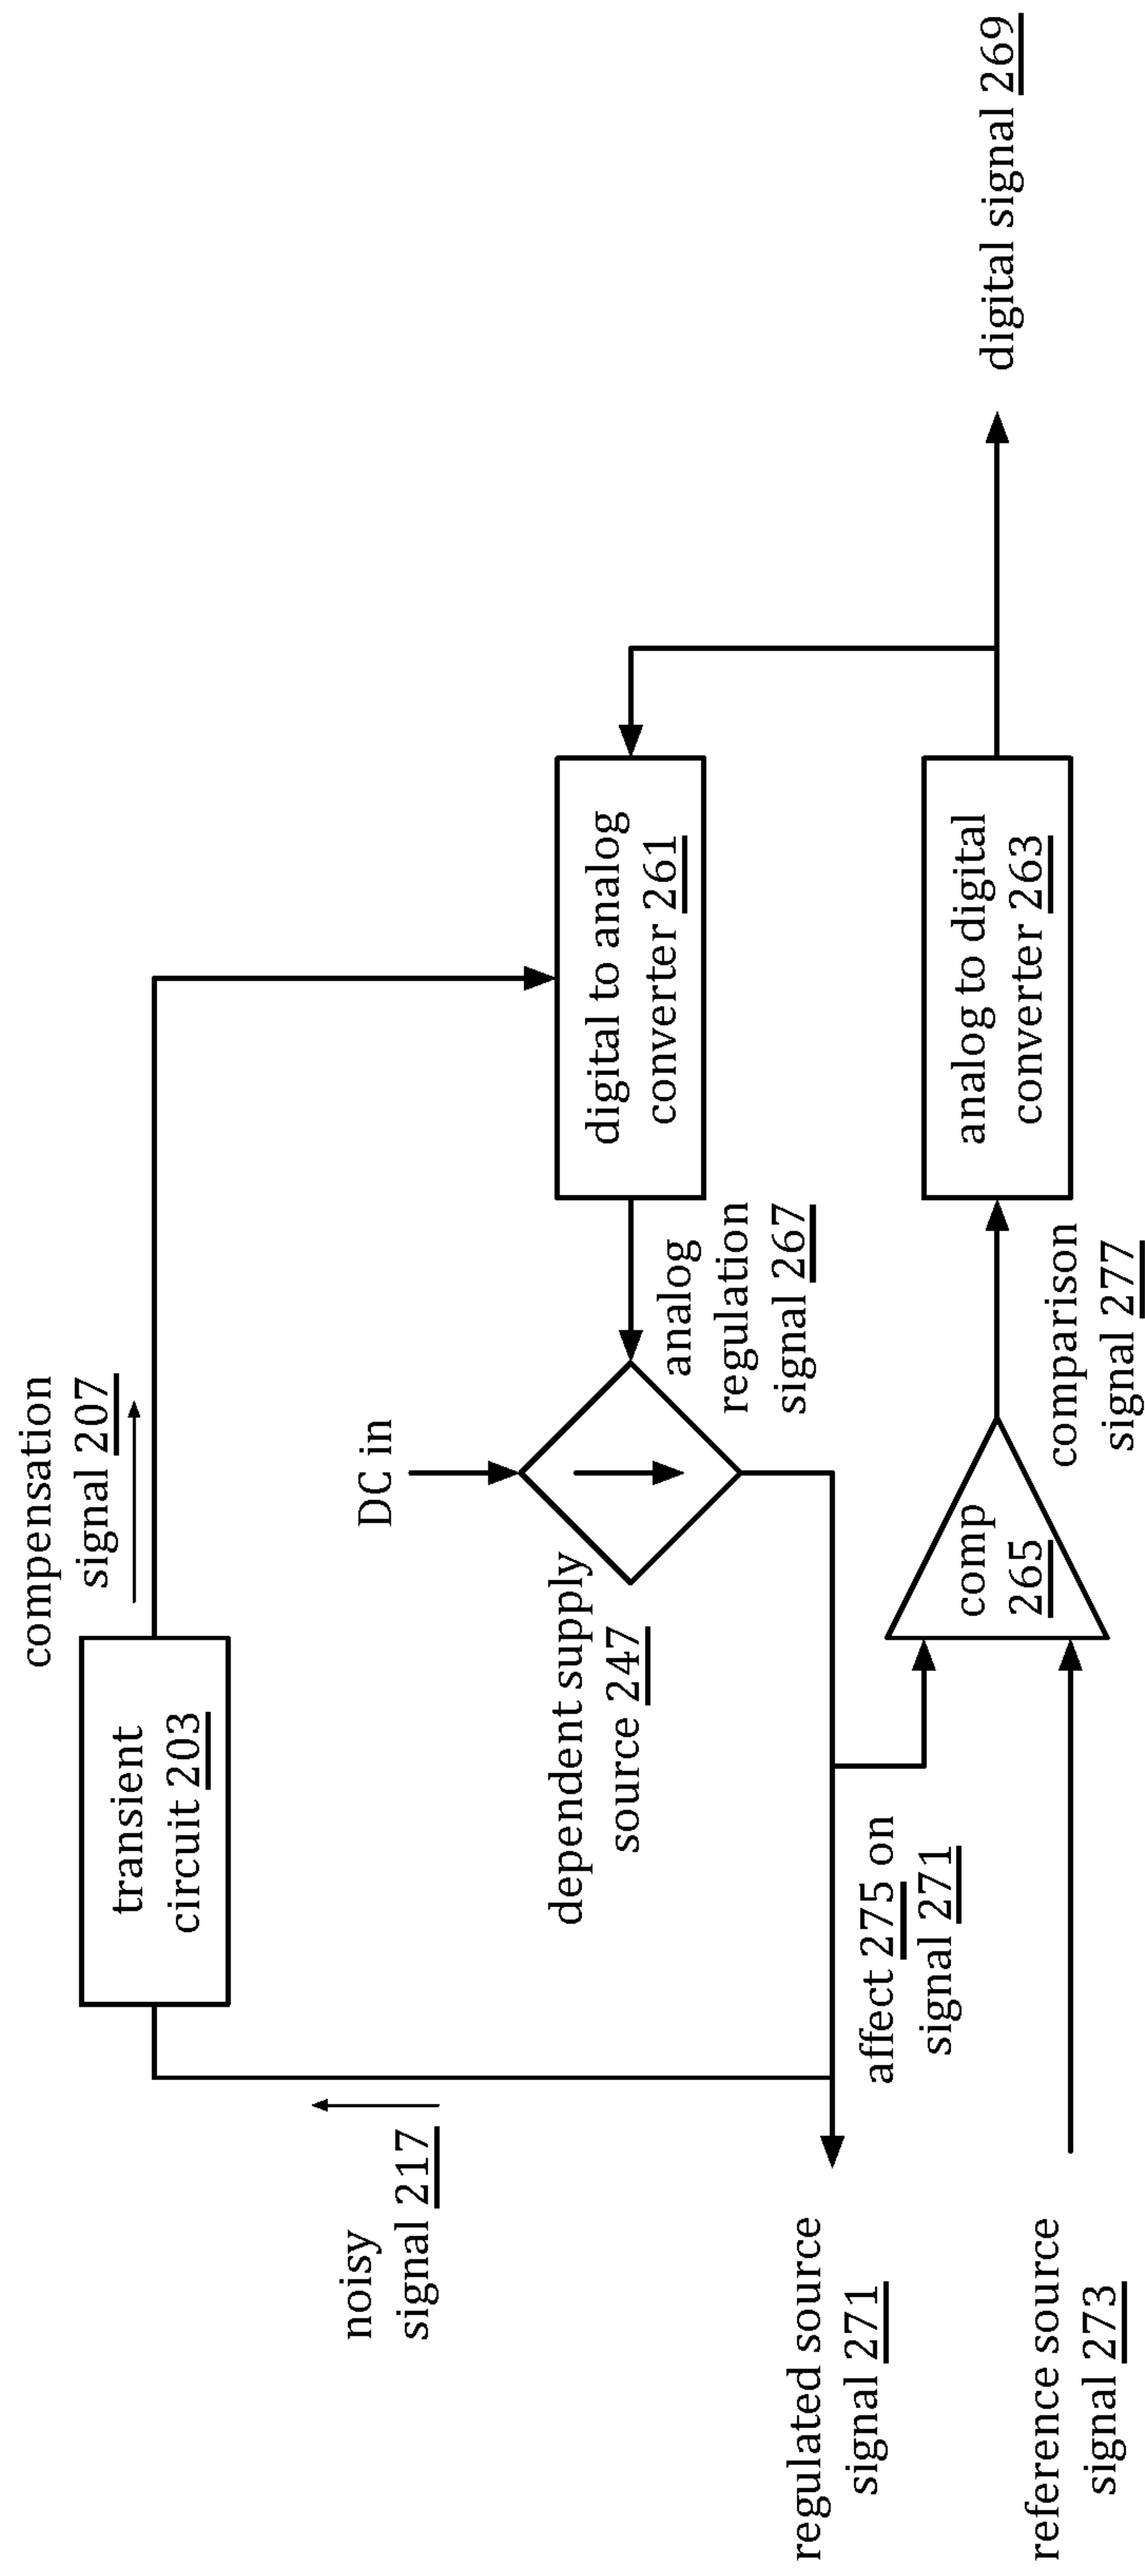 compensation
signal 207
transient
circuit 203
noisy
signal 217
DC in
dependent supply
source 247
analog
regulation
signal 267
digital to analog
converter 261
regulated source
signal 271
affect 275 on
signal 271
comp
265
reference source
signal 273
comparison
signal 277
analog to digital
converter 263
digital signal 269